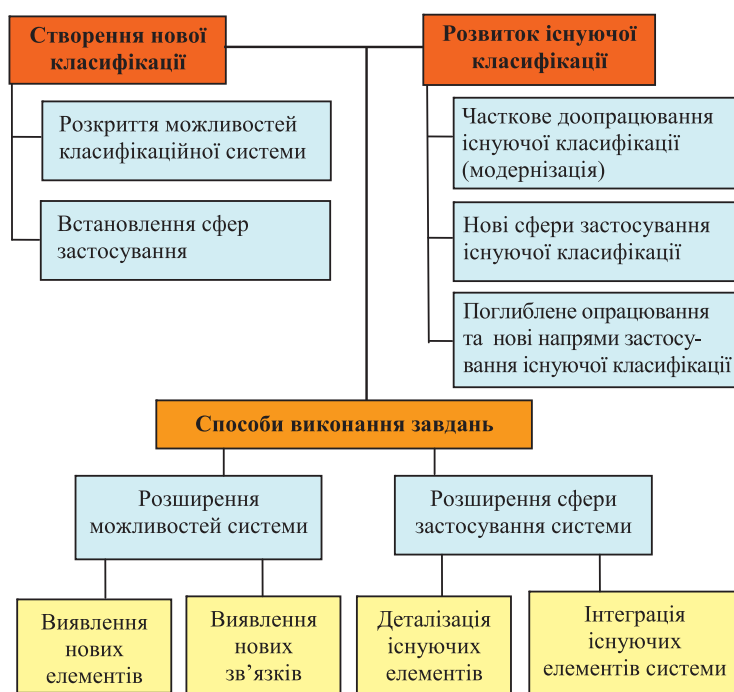 Створення нової
класифікації
Розвиток існуючої
класифікації
Розкриття можливостей
класифікаційної системи
Встановлення сфер
застосування
Часткове доопрацювання
існуючої класифікації
(модернізація)
Нові сфери застосування
існуючої класифікації
Поглиблене опрацювання
та нові напрями застосу-
вання існуючої класифікації
Способи виконання завдань
Розширення
можливостей системи
Розширення сфери
застосування системи
Виявлення
нових
елементів
Виявлення
нових
зв’язків
Деталізація
існуючих
елементів
Інтеграція
існуючих
елементів системи